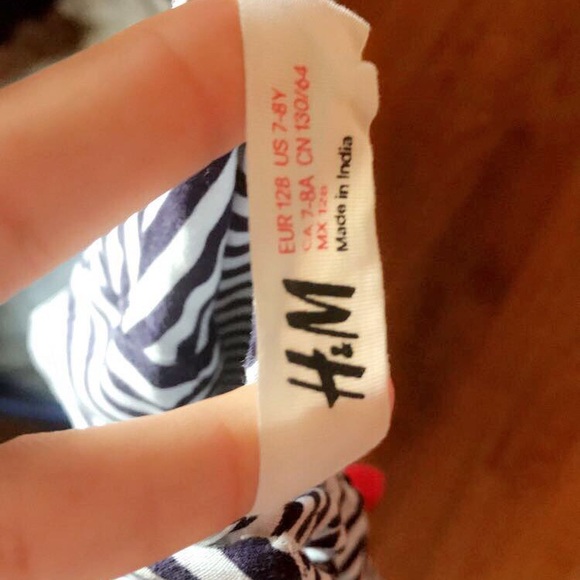 EUR 128 US 7-8Y
CA 7-8A CN 130/64
MX 128
Made in India
H&M